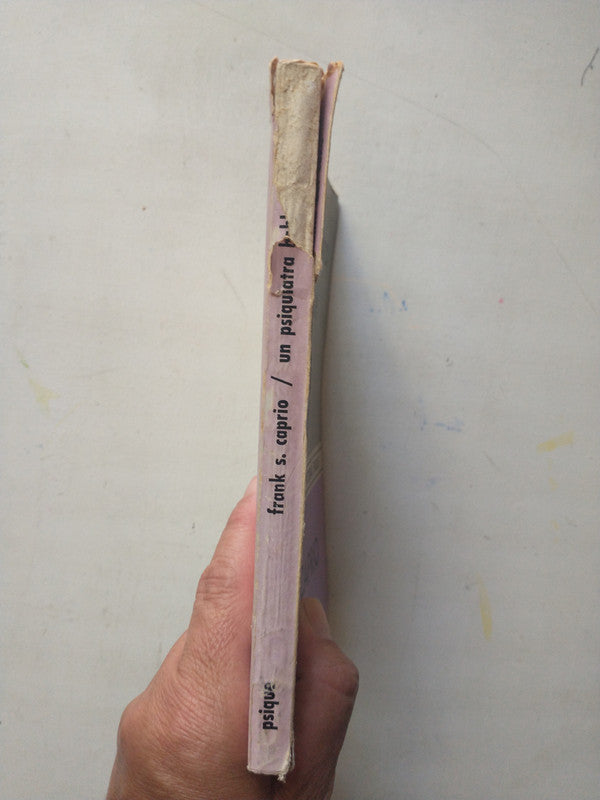 frank s. caprio / un psiquiatra
psique